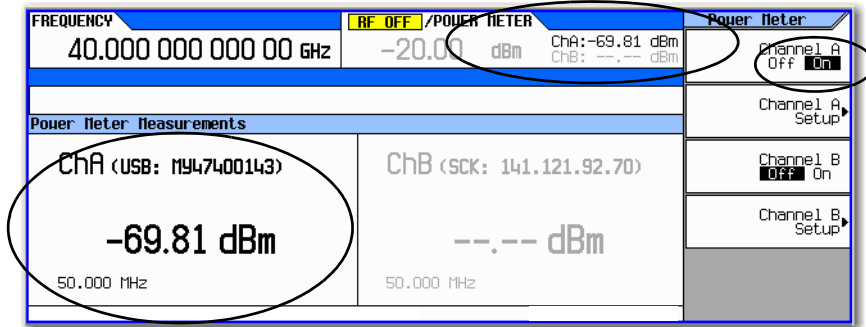 FREQUENCY
40.000 000 000 00 GHz
RF OFF /POWER METER
-20.00 dBm
ChA:-69.81 dBm
ChB: --.-- dBm
Power Meter Measurements
ChA (USB: MY47400143)
-69.81 dBm
50.000 MHz
ChB (SCK: 141.121.92.70)
--.-- dBm
50.000 MHz
Power Meter
Channel A
Off On
Channel A
Setup
Channel B
Off On
Channel B
Setup